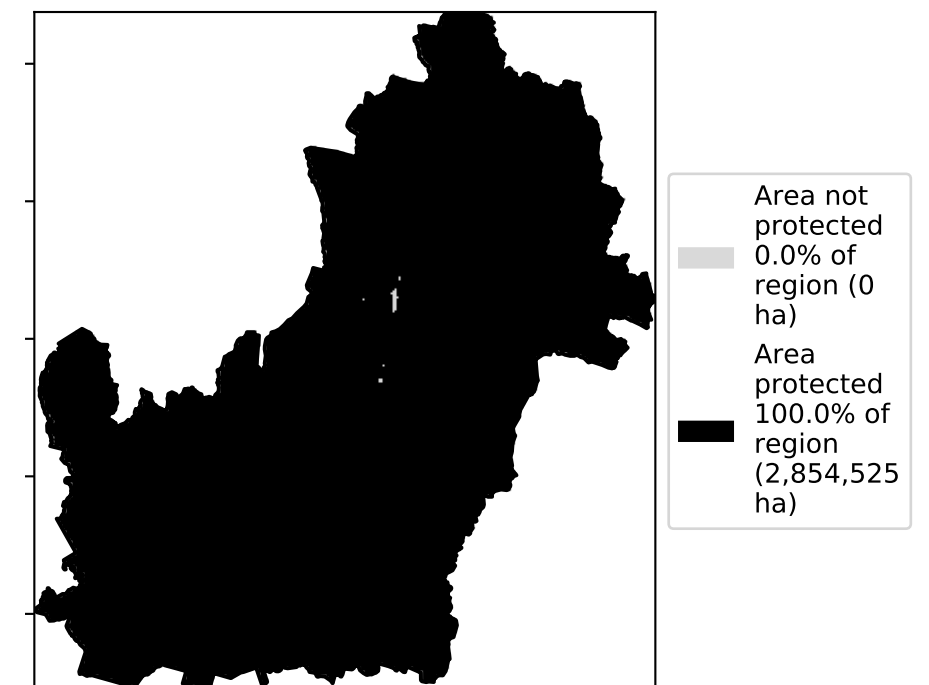 Area not
protected
0.0% of
region (0
ha)
Area
protected
100.0% of
region
(2,854,525
ha)